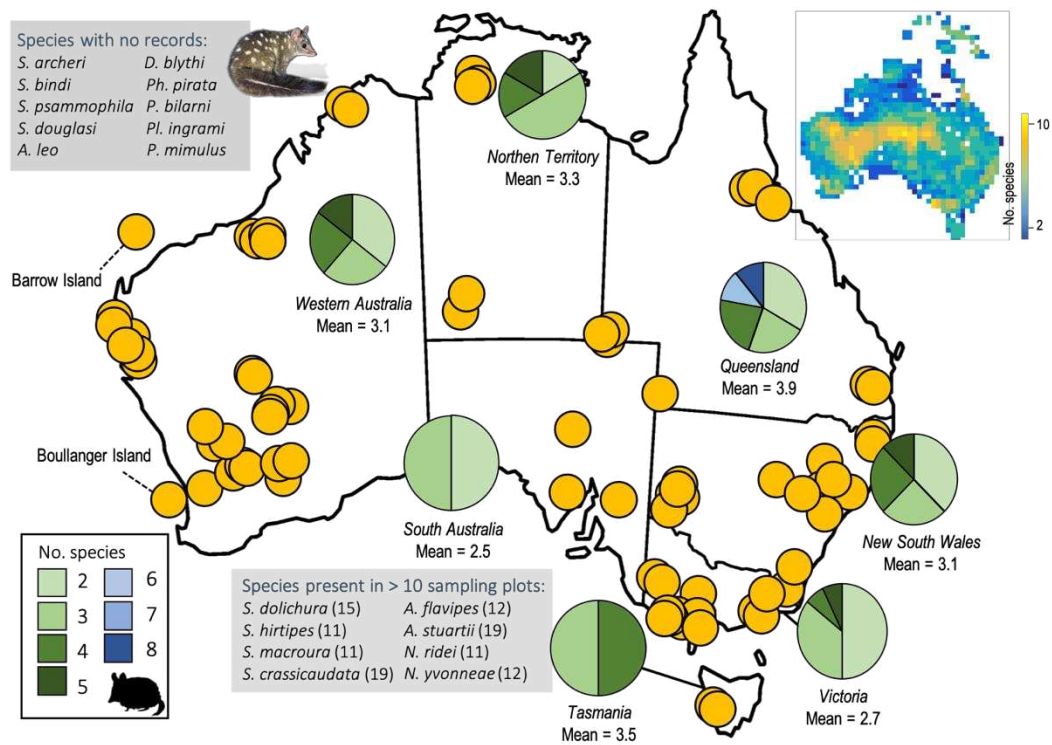 Species with no records:
S. archeri D. blythi
S. bindi Ph. pirata
S. psammophila P. bilarni
S. douglasi Pl. ingrami
A. leo P. mimulus
Northen Territory
Mean = 3.3
10
No. species
2
Barrow Island
Western Australia
Mean = 3.1
Queensland
Mean = 3.9
Boullanger Island
South Australia
Mean = 2.5
New South Wales
Mean = 3.1
No. species
2 6
3 7
4 8
5
Species present in > 10 sampling plots:
S. dolichura (15) A. flavipes (12)
S. hirtipes (11) A. stuartii (19)
S. macroura (11) N. ridei (11)
S. crassicaudata (19) N. yvonneae (12)
Tasmania
Mean = 3.5
Victoria
Mean = 2.7